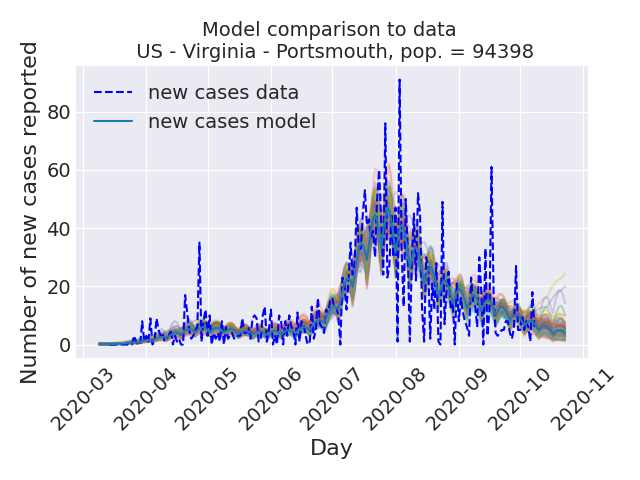 Model comparison to data
US - Virginia - Portsmouth, pop. = 94398
Number of new cases reported
80
60
40
20
0
new cases data
new cases model
2020-03
2020-04
2020-05
2020-06
2020-07
2020-08
2020-09
2020-10
2020-11
Day